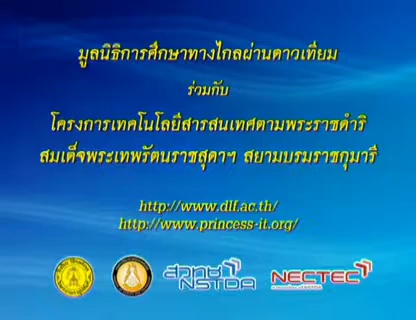 มูลนิธิการศึกษาทางไกลผ่านดาวเทียม
ร่วมกับ
โครงการเทคโนโลยีสารสนเทศตามพระราชดำริ
สมเด็จพระเทพรัตนราชสุดาฯ สยามบรมราชกุมารี
http://www.dlf.ac.th/
http://www.princess-it.org/
สวทช
NSTDA
NECTEC